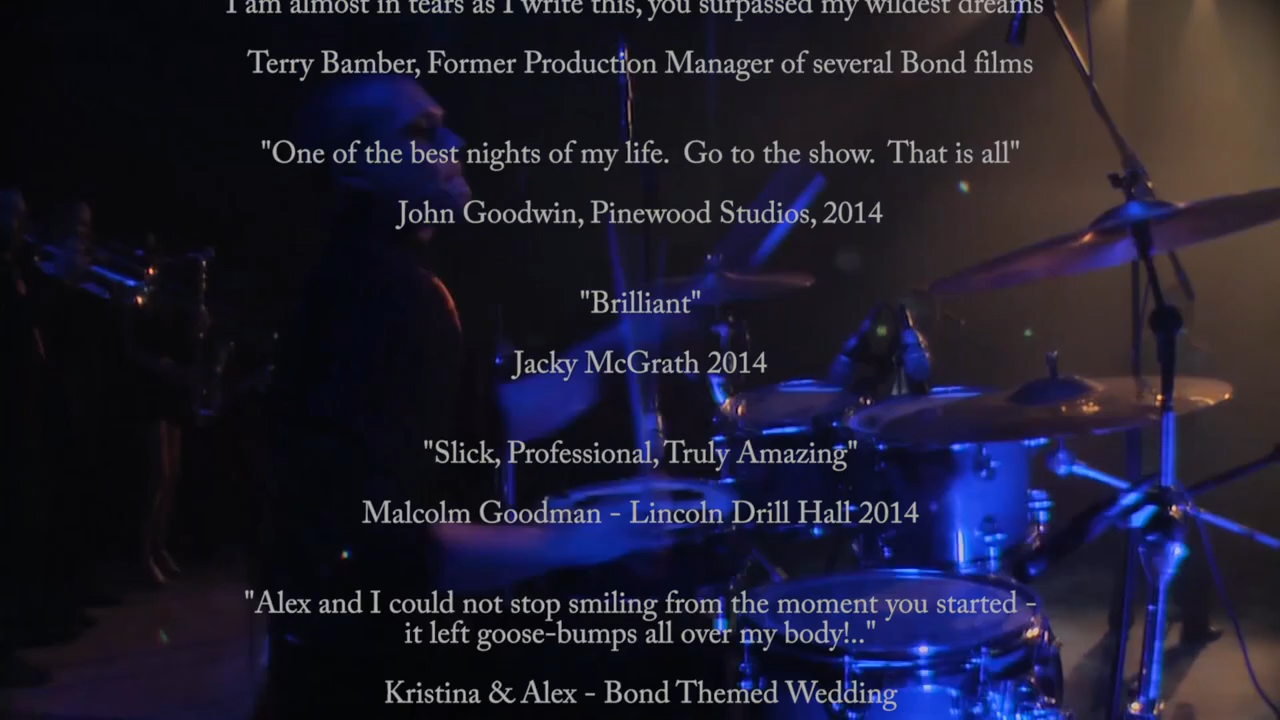 I am almost in tears as I write this, you surpassed my wildest dreams
Terry Bamber, Former Production Manager of several Bond films
"One of the best nights of my life.  Go to the show.  That is all"
John Goodwin, Pinewood Studios, 2014
"Brilliant"
Jacky McGrath 2014
"Slick, Professional, Truly Amazing"
Malcolm Goodman - Lincoln Drill Hall 2014
"Alex and I could not stop smiling from the moment you started -
it left goose-bumps all over my body!.."
Kristina & Alex - Bond Themed Wedding